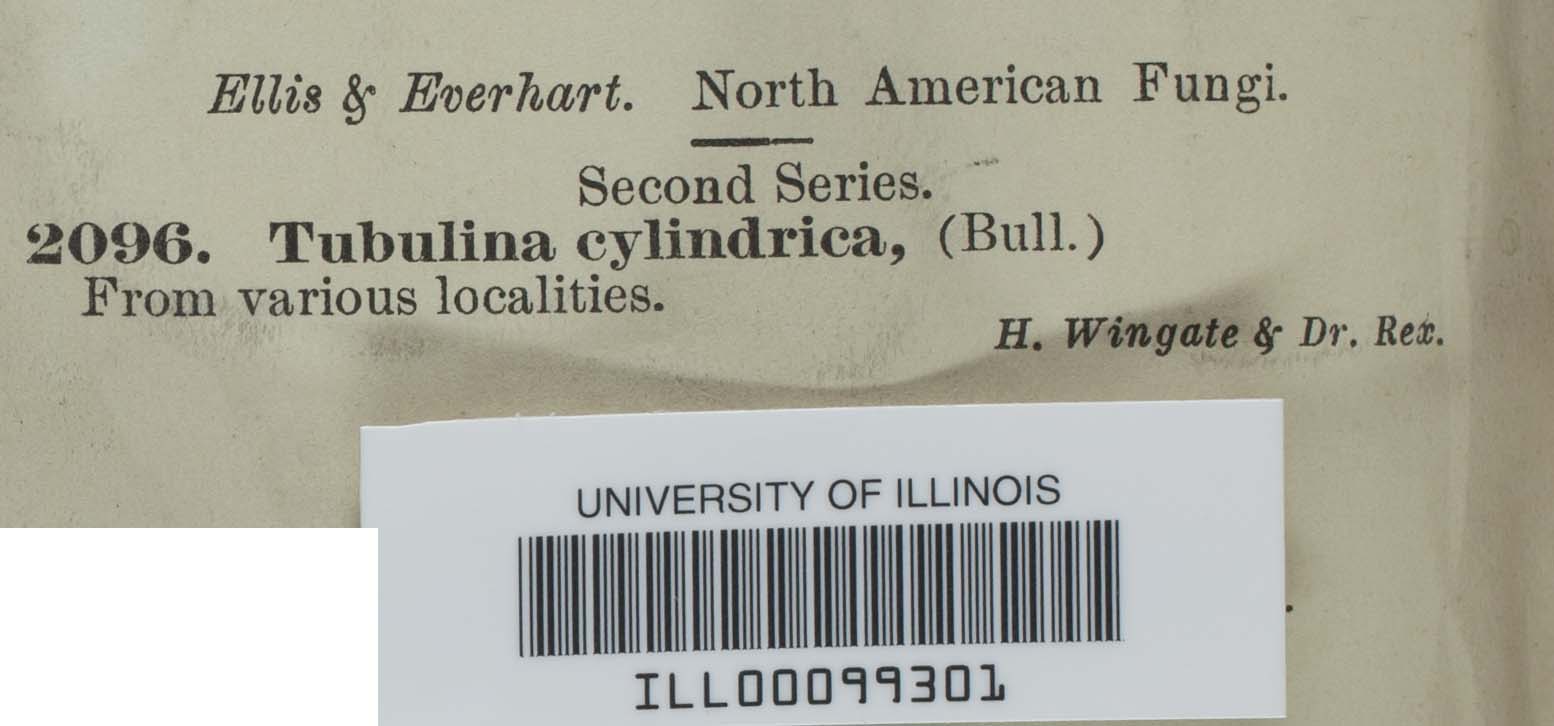 Ellis & Everhart. North American Fungi.
Second Series.
2096. Tubulina cylindrica, (Bull.)
From various localities.
H. Wingate & Dr. Rex.
UNIVERSITY OF ILLINOIS
ILL00099301